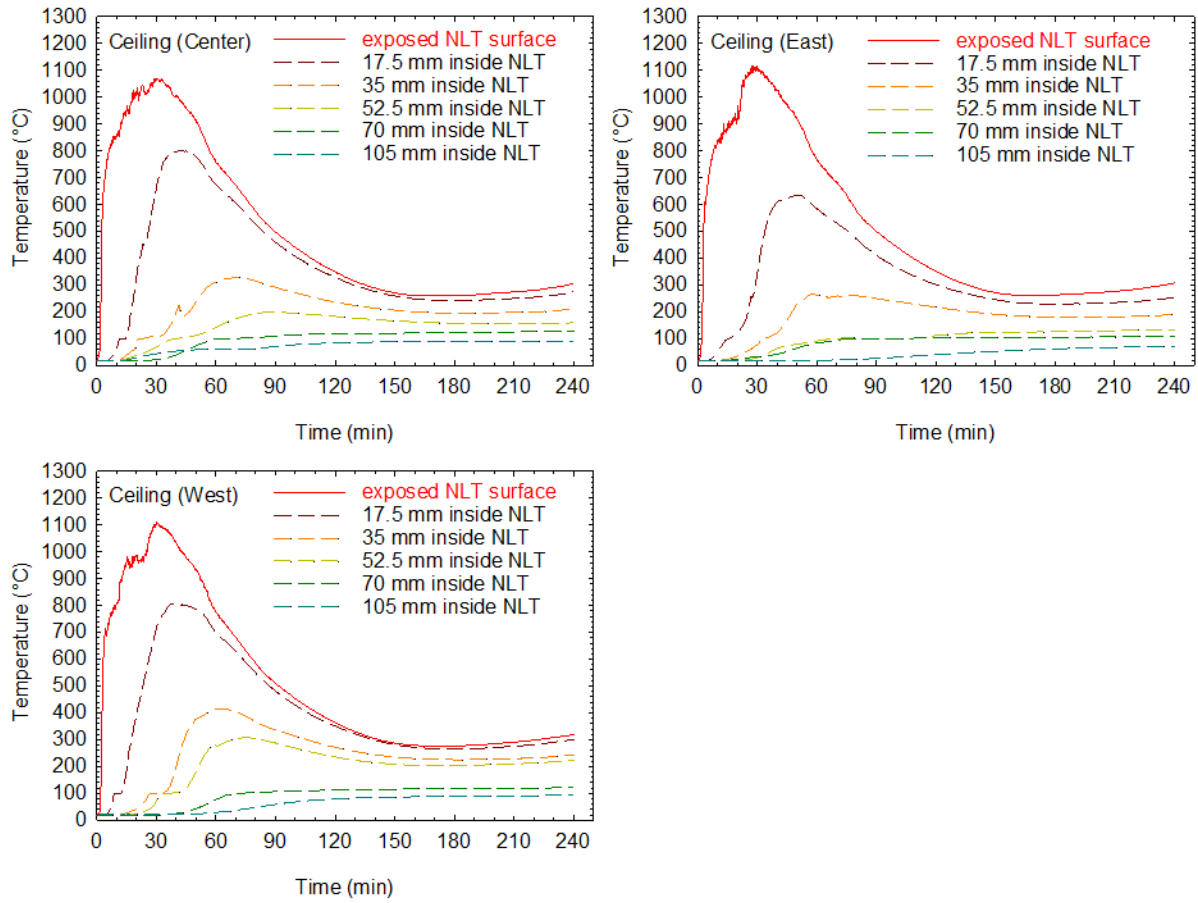 1300
1200
1100
1000
900
800
700
600
500
400
300
200
100
0
Temperature (°C)
Ceiling (Center)
exposed NLT surface
17.5 mm inside NLT
35 mm inside NLT
52.5 mm inside NLT
70 mm inside NLT
105 mm inside NLT
0 30 60 90 120 150 180 210 240
Time (min)
1300
1200
1100
1000
900
800
700
600
500
400
300
200
100
0
Temperature (°C)
Ceiling (East)
exposed NLT surface
17.5 mm inside NLT
35 mm inside NLT
52.5 mm inside NLT
70 mm inside NLT
105 mm inside NLT
0 30 60 90 120 150 180 210 240
Time (min)
1300
1200
1100
1000
900
800
700
600
500
400
300
200
100
0
Temperature (°C)
Ceiling (West)
exposed NLT surface
17.5 mm inside NLT
35 mm inside NLT
52.5 mm inside NLT
70 mm inside NLT
105 mm inside NLT
0 30 60 90 120 150 180 210 240
Time (min)